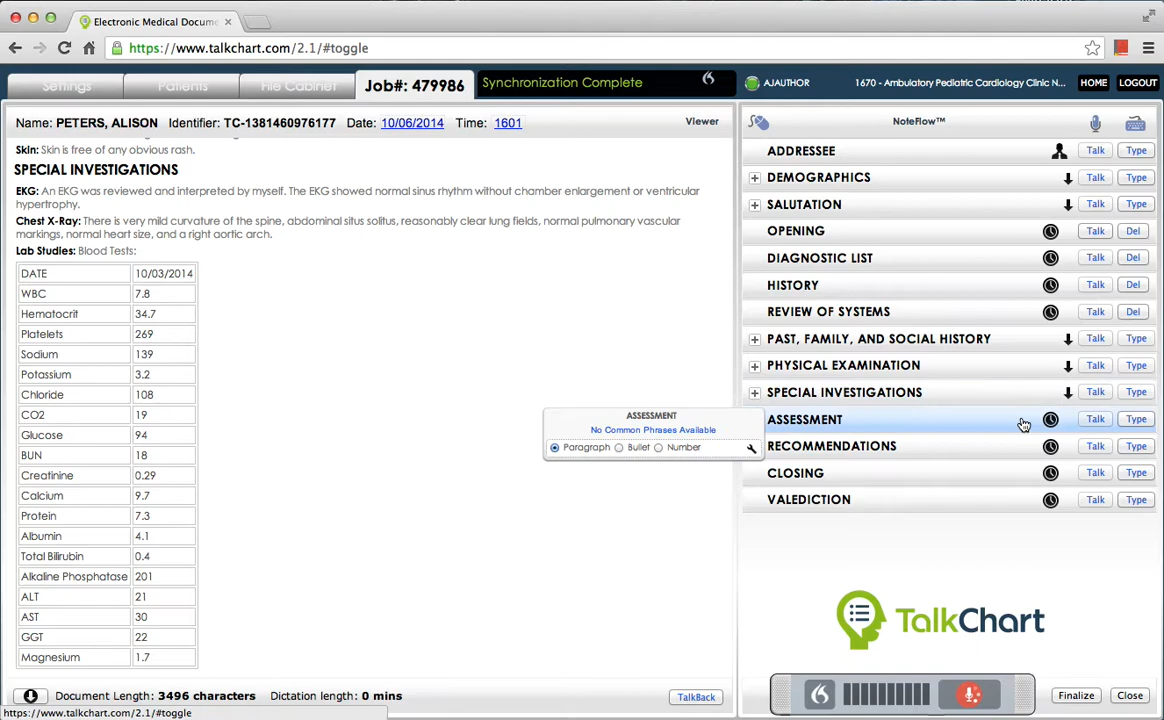 Electronic Medical Docume
https://www.talkchart.com/2.1/#toggle
Settings
Patients
File Cabinet
Job#: 479986
Synchronization Complete
AJAUTHOR
1670 - Ambulatory Pediatric Cardiology Clinic N...
HOME
LOGOUT
Name: PETERS, ALISON Identifier: TC-1381460976177 Date: 10/06/2014 Time: 1601
Viewer
Skin: Skin is free of any obvious rash.
SPECIAL INVESTIGATIONS
EKG: An EKG was reviewed and interpreted by myself. The EKG showed normal sinus rhythm without chamber enlargement or ventricular
hypertrophy.
Chest X-Ray: There is very mild curvature of the spine, abdominal situs solitus, reasonably clear lung fields, normal pulmonary vascular
markings, normal heart size, and a right aortic arch.
Lab Studies: Blood Tests:
DATE 10/03/2014
WBC 7.8
Hematocrit 34.7
Platelets 269
Sodium 139
Potassium 3.2
Chloride 108
CO2 19
Glucose 94
BUN 18
Creatinine 0.29
Calcium 9.7
Protein 7.3
Albumin 4.1
Total Bilirubin 0.4
Alkaline Phosphatase 201
ALT 21
AST 30
GGT 22
Magnesium 1.7
Document Length: 3496 characters Dictation length: 0 mins
TalkBack
https://www.talkchart.com/2.1/#toggle
NoteFlow™
ADDRESSEE Talk Type
DEMOGRAPHICS Talk Type
SALUTATION Talk Type
OPENING Talk Del
DIAGNOSTIC LIST Talk Del
HISTORY Talk Del
REVIEW OF SYSTEMS Talk Del
PAST, FAMILY, AND SOCIAL HISTORY Talk Type
PHYSICAL EXAMINATION Talk Type
SPECIAL INVESTIGATIONS Talk Type
ASSESSMENT Talk Type
RECOMMENDATIONS Talk Type
CLOSING Talk Type
VALEDICTION Talk Type
ASSESSMENT
No Common Phrases Available
Paragraph Bullet Number
TalkChart
Finalize
Close